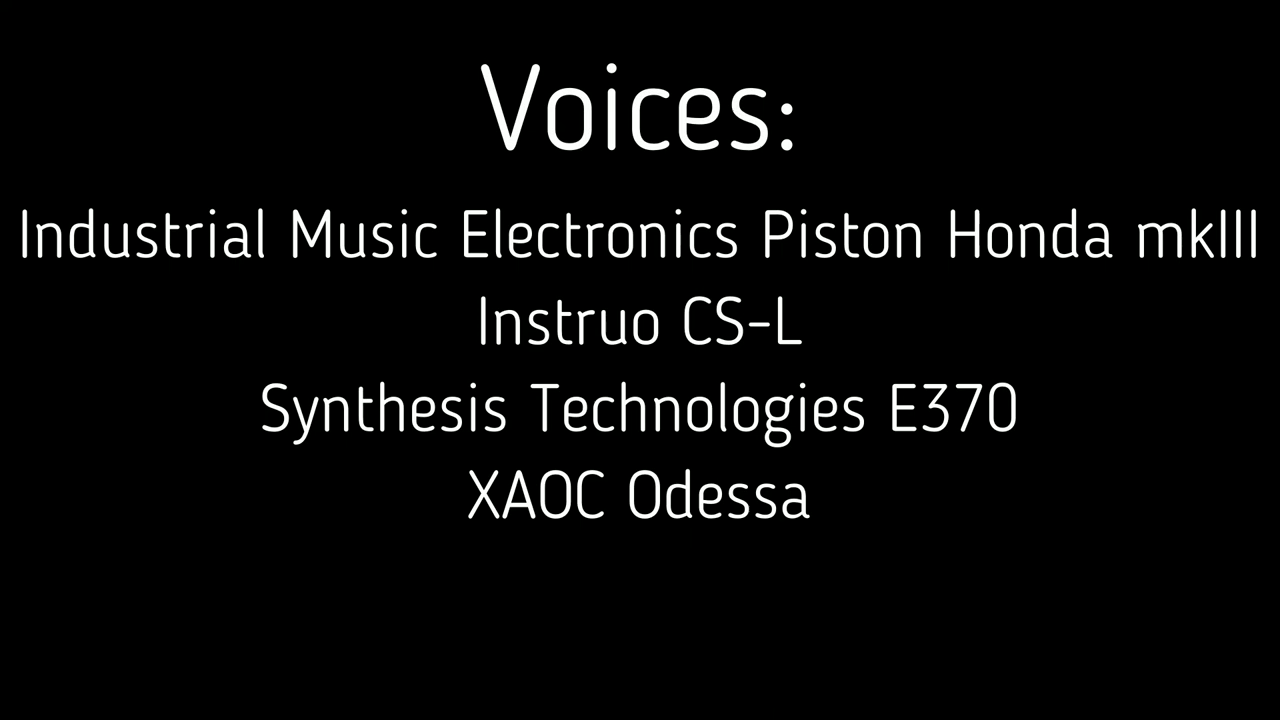 Voices:
Industrial Music Electronics Piston Honda mkIII
Instruo CS-L
Synthesis Technologies E370
XAOC Odessa